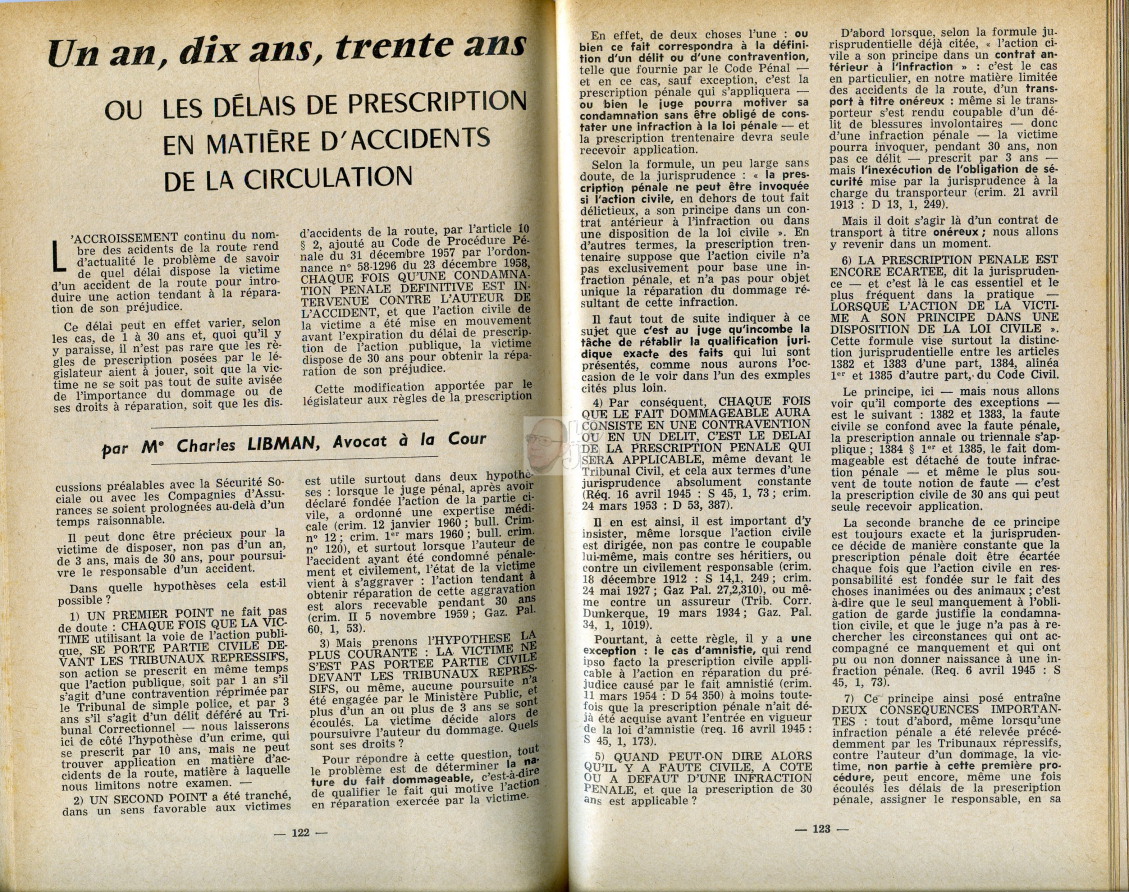 Un an, dix ans, trente ans
OU LES DÉLAIS DE PRESCRIPTION
EN MATIÈRE D'ACCIDENTS
DE LA CIRCULATION
L'ACCROISSEMENT continu du nom-
bre des acidents de la route rend
d'actualité le problème de savoir
de quel délai dispose la victime
d'un accident de la route pour intro-
duire une action tendant à la répara-
tion de son préjudice.
Ce délai peut en effet varier, selon
les cas, de 1 à 30 ans et, quoi qu'il y
y paraisse, il n'est pas rare que les rè-
gles de prescription posées par le lé-
gislateur aient à jouer, soit que la vic-
time ne se soit pas tout de suite avisée
de l'importance du dommage ou de
ses droits à réparation, soit que les dis-
d'accidents de la route, par l'article 10
§ 2, ajouté au Code de Procédure Pé-
nale du 31 décembre 1957 par l'ordon-
nance n° 58-1296 du 23 décembre 1958,
CHAQUE FOIS QU'UNE CONDAMNA-
TION PENALE DEFINITIVE EST IN-
TERVENUE CONTRE L'AUTEUR DE
L'ACCIDENT, et que l'action civile de
la victime a été mise en mouvement
avant l'expiration du délai de prescrip-
tion de l'action publique, la victime
dispose de 30 ans pour obtenir la répa-
ration de son préjudice.
Cette modification apportée par le
législateur aux règles de la prescription
par Me Charles LIBMAN, Avocat à la Cour
cussions préalables avec la Sécurité So-
ciale ou avec les Compagnies d'Assu-
rances se soient prolongées au-delà d'un
temps raisonnable.
Il peut donc être précieux pour la
victime de disposer, non pas d'un an,
de 3 ans, mais de 30 ans, pour poursui-
vre le responsable d'un accident.
Dans quelle hypothèses cela est-il
possible ?
1) UN PREMIER POINT ne fait pas
de doute : CHAQUE FOIS QUE LA VIC-
TIME utilisant la voie de l'action publi-
que, SE PORTE PARTIE CIVILE DE-
VANT LES TRIBUNAUX REPRESSIFS,
son action se prescrit en même temps
que l'action publique, soit par 1 an s'il
s'agit d'une contravention réprimée par
le Tribunal de simple police, et par 3
ans s'il s'agit d'un délit déféré au Tri-
bunal Correctionnel — nous laisserons
ici de côté l'hypothèse d'un crime, qui
se prescrit par 10 ans, mais ne peut
trouver application en matière d'ac-
cidents de la route, matière à laquelle
nous limitons notre examen. —
2) UN SECOND POINT a été tranché,
dans un sens favorable aux victimes
est utile surtout dans deux hypothè-
ses : lorsque le juge pénal, après avoir
déclaré fondée l'action de la partie ci-
vile, a ordonné une expertise médi-
cale (crim. 12 janvier 1960 ; bull. Crim.
n° 12 ; crim. 1er mars 1960 ; bull. crim.
n° 120), et surtout lorsque l'auteur de
l'accident ayant été condamné pénale-
ment et civilement, l'état de la victime
vient à s'aggraver : l'action tendant à
obtenir réparation de cette aggravation
est alors recevable pendant 30 ans
(crim. II 5 novembre 1959 ; Gaz. Pal.
60, 1, 53).
3) Mais prenons l'HYPOTHESE LA
PLUS COURANTE : LA VICTIME NE
S'EST PAS PORTEE PARTIE CIVILE
DEVANT LES TRIBUNAUX REPRES-
SIFS, ou même, aucune poursuite n'a
été engagée par le Ministère Public, et
plus d'un an ou plus de 3 ans se sont
écoulés. La victime décide alors de
poursuivre l'auteur du dommage. Quels
sont ses droits ?
Pour répondre à cette question, tout
le problème est de déterminer la na-
ture du fait dommageable, c'est-à-dire
de qualifier le fait qui motive l'action
en réparation exercée par la victime.
— 122 —
En effet, de deux choses l'une : ou
bien ce fait correspondra à la défini-
tion d'un délit ou d'une contravention,
telle que fournie par le Code Pénal —
et en ce cas, sauf exception, c'est la
prescription pénale qui s'appliquera —
ou bien le juge pourra motiver sa
condamnation sans être obligé de cons-
tater une infraction à la loi pénale — et
la prescription trentenaire devra seule
recevoir application.
Selon la formule, un peu large sans
doute, de la jurisprudence : « la pres-
cription pénale ne peut être invoquée
si l'action civile, en dehors de tout fait
délictieux, a son principe dans un con-
trat antérieur à l'infraction ou dans
une disposition de la loi civile ». En
d'autres termes, la prescription tren-
tenaire suppose que l'action civile n'a
pas exclusivement pour base une in-
fraction pénale, et n'a pas pour objet
unique la réparation du dommage ré-
sultant de cette infraction.
Il faut tout de suite indiquer à ce
sujet que c'est au juge qu'incombe la
tâche de rétablir la qualification juri-
dique exacte des faits qui lui sont
présentés, comme nous aurons l'oc-
casion de le voir dans l'un des exmples
cités plus loin.
4) Par conséquent, CHAQUE FOIS
QUE LE FAIT DOMMAGEABLE AURA
CONSISTE EN UNE CONTRAVENTION
OU EN UN DELIT, C'EST LE DELAI
DE LA PRESCRIPTION PENALE QUI
SERA APPLICABLE, même devant le
Tribunal Civil, et cela aux termes d'une
jurisprudence absolument constante
(Réq. 16 avril 1945 : S 45, 1, 73 ; crim.
24 mars 1953 : D 53, 387).
Il en est ainsi, il est important d'y
insister, même lorsque l'action civile
est dirigée, non pas contre le coupable
lui-même, mais contre ses héritiers, ou
contre un civilement responsable (crim.
18 décembre 1912 : S 14,1, 249 ; crim.
24 mai 1927 ; Gaz Pal. 27,2,310), ou mê-
me contre un assureur (Trib. Corr.
Dunkerque, 19 mars 1934 ; Gaz. Pal.
34, 1, 1019).
Pourtant, à cette règle, il y a une
exception : le cas d'amnistie, qui rend
ipso facto la prescription civile appli-
cable à l'action en réparation du pré-
judice causé par le fait amnistié (crim.
11 mars 1954 : D 54 350) à moins toute-
fois que la prescription pénale n'ait dé-
jà été acquise avant l'entrée en vigueur
de la loi d'amnistie (req. 16 avril 1945 :
S 45, 1, 173).
5) QUAND PEUT-ON DIRE ALORS
QU'IL Y A FAUTE CIVILE, A COTE
OU A DEFAUT D'UNE INFRACTION
PENALE, et que la prescription de 30
ans est applicable ?
D'abord lorsque, selon la formule ju-
risprudentielle déjà citée, « l'action ci-
vile a son principe dans un contrat an-
térieur à l'infraction » : c'est le cas
en particulier, en notre matière limitée
des accidents de la route, d'un trans-
port à titre onéreux : même si le trans-
porteur s'est rendu coupable d'un dé-
lit de blessures involontaires — donc
d'une infraction pénale — la victime
pourra invoquer, pendant 30 ans, non
pas ce délit — prescrit par 3 ans —
mais l'inexécution de l'obligation de sé-
curité mise par la jurisprudence à la
charge du transporteur (crim. 21 avril
1913 : D 13, 1, 249).
Mais il doit s'agir là d'un contrat de
transport à titre onéreux ; nous allons
y revenir dans un moment.
6) LA PRESCRIPTION PENALE EST
ENCORE ECARTEE, dit la jurispruden-
ce — et c'est là le cas essentiel et le
plus fréquent dans la pratique —
LORSQUE L'ACTION DE LA VICTI-
ME A SON PRINCIPE DANS UNE
DISPOSITION DE LA LOI CIVILE ».
Cette formule vise surtout la distinc-
tion jurisprudentielle entre les articles
1382 et 1383 d'une part, 1384, alinéa
1er et 1385 d'autre part, du Code Civil.
Le principe, ici — mais nous allons
voir qu'il comporte des exceptions —
est le suivant : 1382 et 1383, la faute
civile se confond avec la faute pénale,
la prescription annale ou triennale s'ap-
plique ; 1384 § 1er et 1385, le fait dom-
mageable est détaché de toute infrac-
tion pénale — et même le plus sou-
vent de toute notion de faute — c'est
la prescription civile de 30 ans qui peut
seule recevoir application.
La seconde branche de ce principe
est toujours exacte et la jurispruden-
ce décide de manière constante que la
prescription pénale doit être écartée
chaque fois que l'action civile en res-
ponsabilité est fondée sur le fait des
choses inanimées ou des animaux ; c'est
à-dire que le seul manquement à l'obli-
gation de garde justifie la condamna-
tion civile, et que le juge n'a pas à re-
chercher les circonstances qui ont ac-
compagné ce manquement et qui ont
pu ou non donner naissance à une in-
fraction pénale. (Req. 6 avril 1945 : S
45, 1, 73).
7) Ce principe ainsi posé entraîne
DEUX CONSEQUENCES IMPORTAN-
TES : tout d'abord, même lorsqu'une
infraction pénale a été relevée précé-
demment par les Tribunaux répressifs,
contre l'auteur d'un dommage, la vic-
time, non partie à cette première pro-
cédure, peut encore, même une fois
écoulés les délais de la prescription
pénale, assigner le responsable, en sa
— 123 —